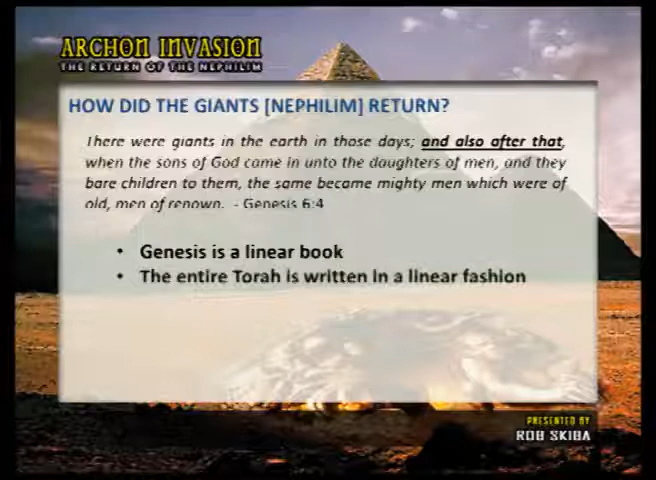 ARCHON INVASION
THE RETURN OF THE NEPHILIM
HOW DID THE GIANTS [NEPHILIM] RETURN?
There were giants in the earth in those days; and also after that,
when the sons of God came in unto the daughters of men, and they
bare children to them, the same became mighty men which were of
old, men of renown. - Genesis 6:4
• Genesis is a linear book
• The entire Torah is written in a linear fashion
PRESENTED BY
ROB SKIBA